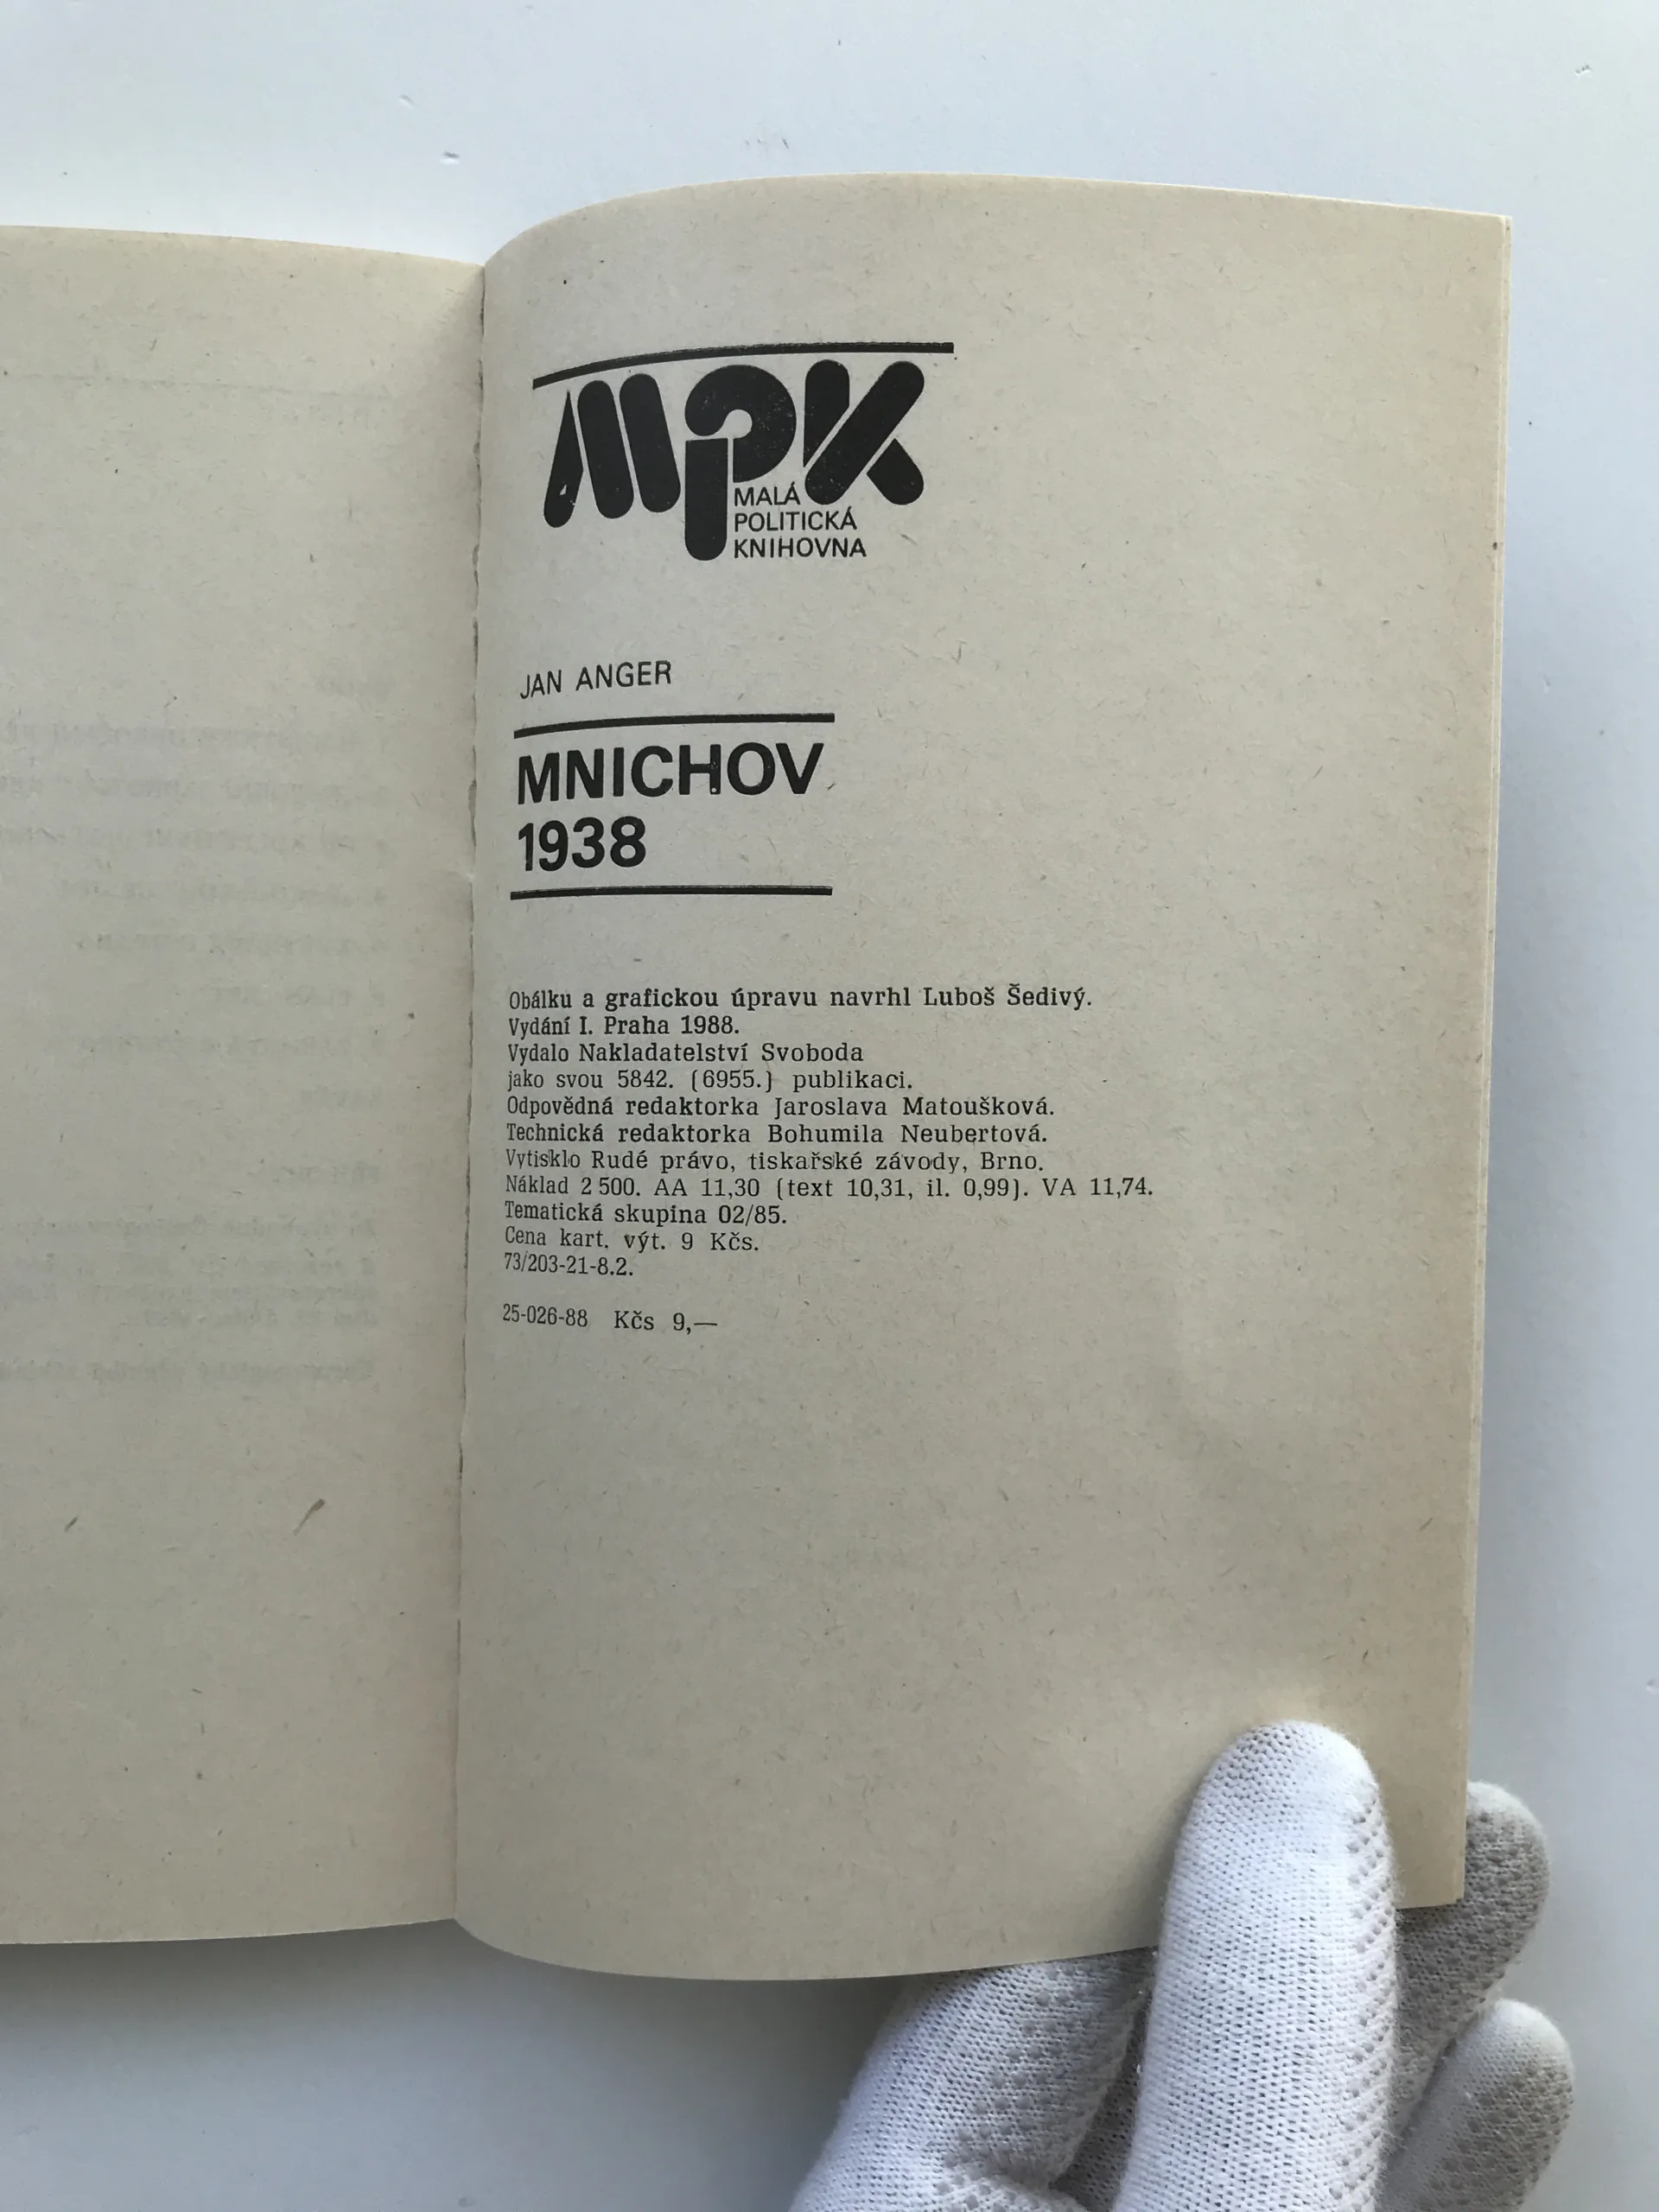 MPK
MALÁ
POLITICKÁ
KNIHOVNA
JAN ANGER
MNICHOV
1938
Obálku a grafickou úpravu navrhl Luboš Šedivý.
Vydání I. Praha 1988.
Vydalo Nakladatelství Svoboda
jako svou 5842. (6955.) publikaci.
Odpovědná redaktorka Jaroslava Matoušková.
Technická redaktorka Bohumila Neubertová.
Vytisklo Rudé právo, tiskařské závody, Brno.
Náklad 2 500. AA 11,30 (text 10,31, il. 0,99). VA 11,74.
Tematická skupina 02/85.
Cena kart. výt. 9 Kčs.
73/203-21-8.2.
25-026-88 Kčs 9,—